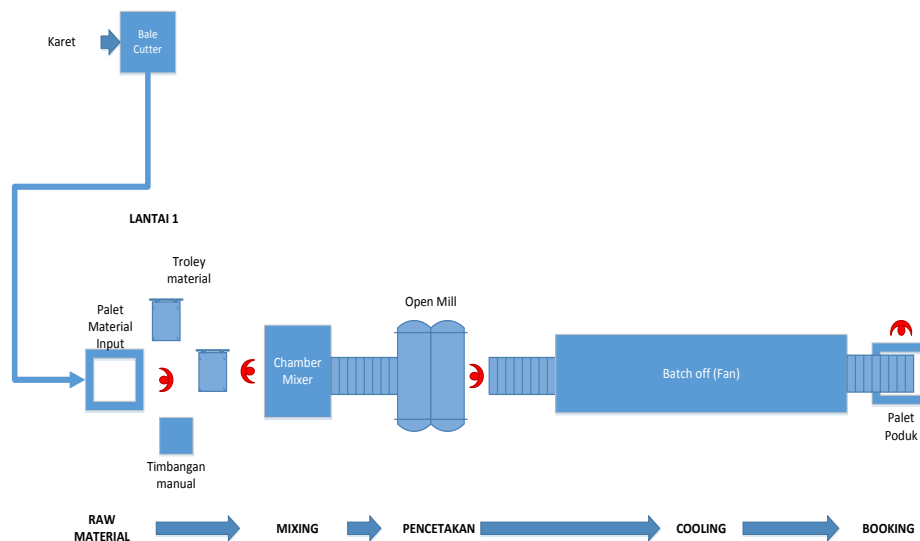 Karet
Bale
Cutter
LANTAI 1
Troley
material
Palet
Material
Input
Open Mill
Chamber
Mixer
Batch off (Fan)
Palet
Poduk
Timbangan
manual
RAW
MATERIAL
MIXING
PENCETAKAN
COOLING
BOOKING